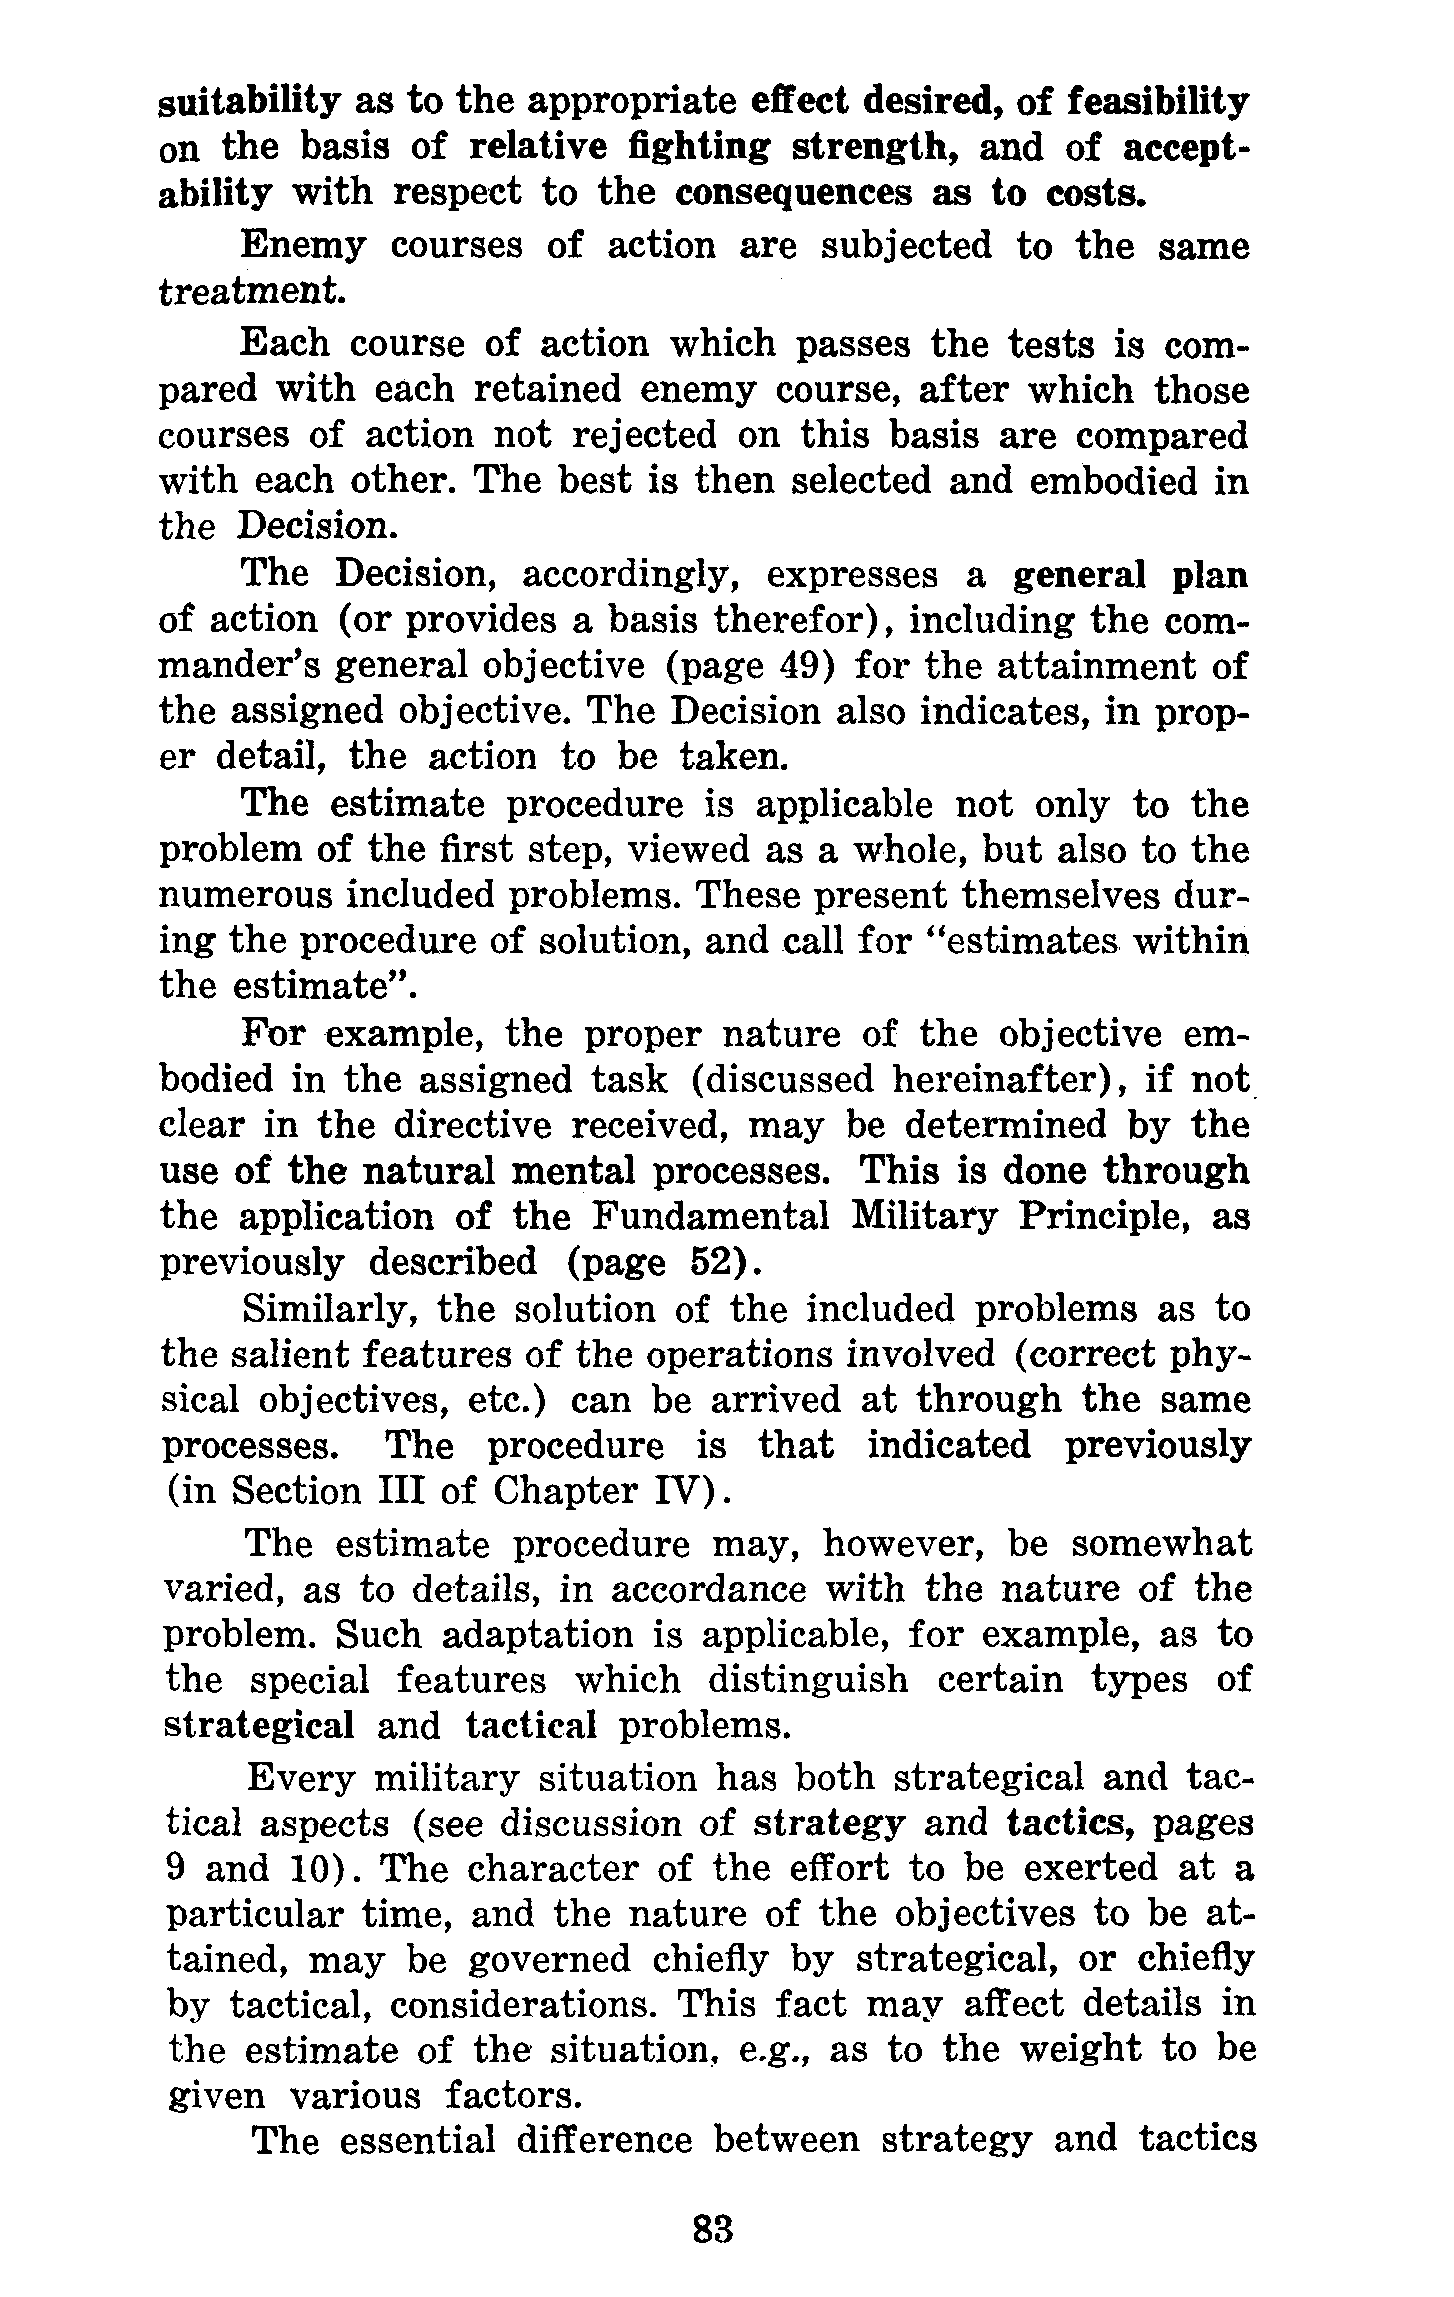 suitability as to the appropriate effect desired, of feasibility
on the basis of relative fighting strength, and of accept-
ability with respect to the consequences as to costs.
Enemy courses of action are subjected to the same
treatment.
Each course of action which passes the tests is com-
pared with each retained enemy course, after which those
courses of action not rejected on this basis are compared
with each other. The best is then selected and embodied in
the Decision.
The Decision, accordingly, expresses a general plan
of action (or provides a basis therefor), including the com-
mander's general objective (page 49) for the attainment of
the assigned objective. The Decision also indicates, in prop-
er detail, the action to be taken.
The estimate procedure is applicable not only to the
problem of the first step, viewed as a whole, but also to the
numerous included problems. These present themselves dur-
ing the procedure of solution, and call for “estimates within
the estimate”.
For example, the proper nature of the objective em-
bodied in the assigned task (discussed hereinafter), if not
clear in the directive received, may be determined by the
use of the natural mental processes. This is done through
the application of the Fundamental Military Principle, as
previously described (page 52).
Similarly, the solution of the included problems as to
the salient features of the operations involved (correct phy-
sical objectives, etc.) can be arrived at through the same
processes. The procedure is that indicated previously
(in Section III of Chapter IV).
The estimate procedure may, however, be somewhat
varied, as to details, in accordance with the nature of the
problem. Such adaptation is applicable, for example, as to
the special features which distinguish certain types of
strategical and tactical problems.
Every military situation has both strategical and tac-
tical aspects (see discussion of strategy and tactics, pages
9 and 10). The character of the effort to be exerted at a
particular time, and the nature of the objectives to be at-
tained, may be governed chiefly by strategical, or chiefly
by tactical, considerations. This fact may affect details in
the estimate of the situation, e.g., as to the weight to be
given various factors.
The essential difference between strategy and tactics
83